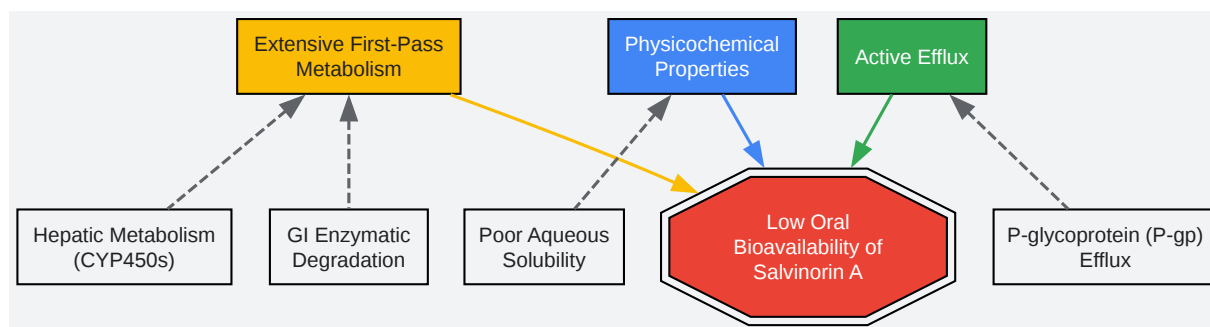 Extensive First-Pass
Metabolism
Physicochemical
Properties
Active Efflux
Hepatic Metabolism
(CYP450s)
GI Enzymatic
Degradation
Poor Aqueous
Solubility
Low Oral
Bioavailability of
Salvinorin A
P-glycoprotein (P-gp)
Efflux